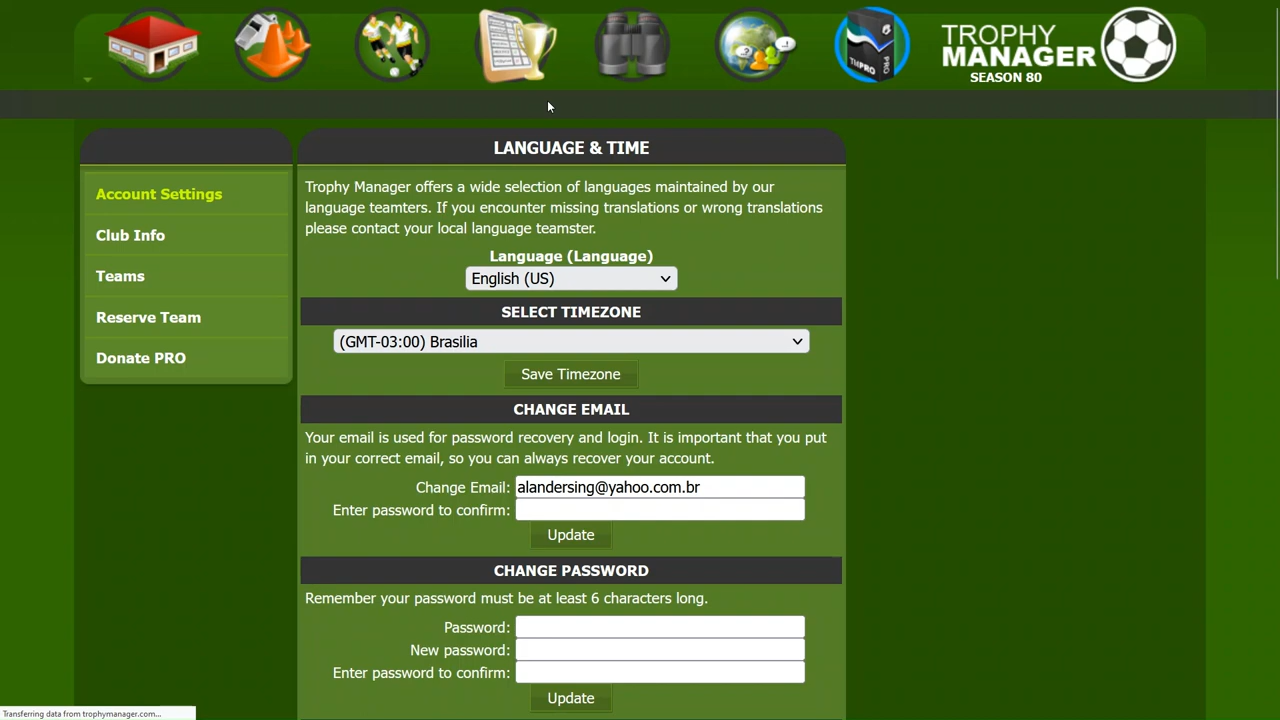 TROPHY
MANAGER
SEASON 80
TMPRO
PRO
LANGUAGE & TIME
Account Settings
Club Info
Teams
Reserve Team
Donate PRO
Trophy Manager offers a wide selection of languages maintained by our
language teamters. If you encounter missing translations or wrong translations
please contact your local language teamster.
Language (Language)
English (US)
SELECT TIMEZONE
(GMT-03:00) Brasilia
Save Timezone
CHANGE EMAIL
Your email is used for password recovery and login. It is important that you put
in your correct email, so you can always recover your account.
Change Email: alandersing@yahoo.com.br
Enter password to confirm:
Update
CHANGE PASSWORD
Remember your password must be at least 6 characters long.
Password:
New password:
Enter password to confirm:
Update
Transferring data from trophymanager.com...